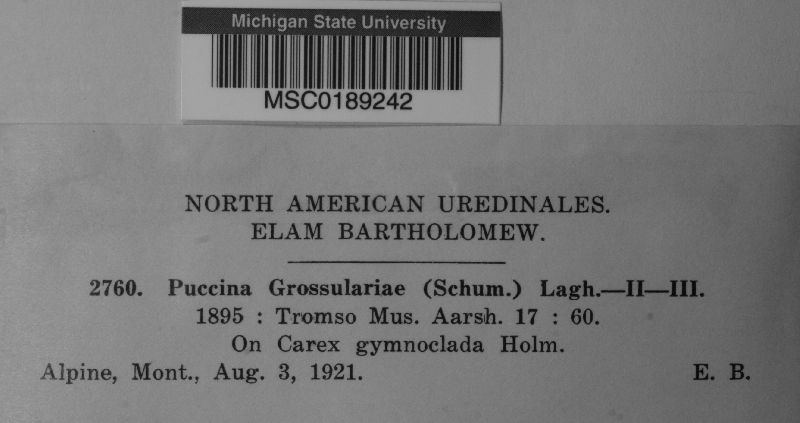 Michigan State University
MSC0189242
NORTH AMERICAN UREDINALES.
ELAM BARTHOLOMEW.
2760. Puccina Grossulariae (Schum.) Lagh.—II—III.
1895 : Tromso Mus. Aarsh. 17 : 60.
On Carex gymnoclada Holm.
Alpine, Mont., Aug. 3, 1921. E. B.